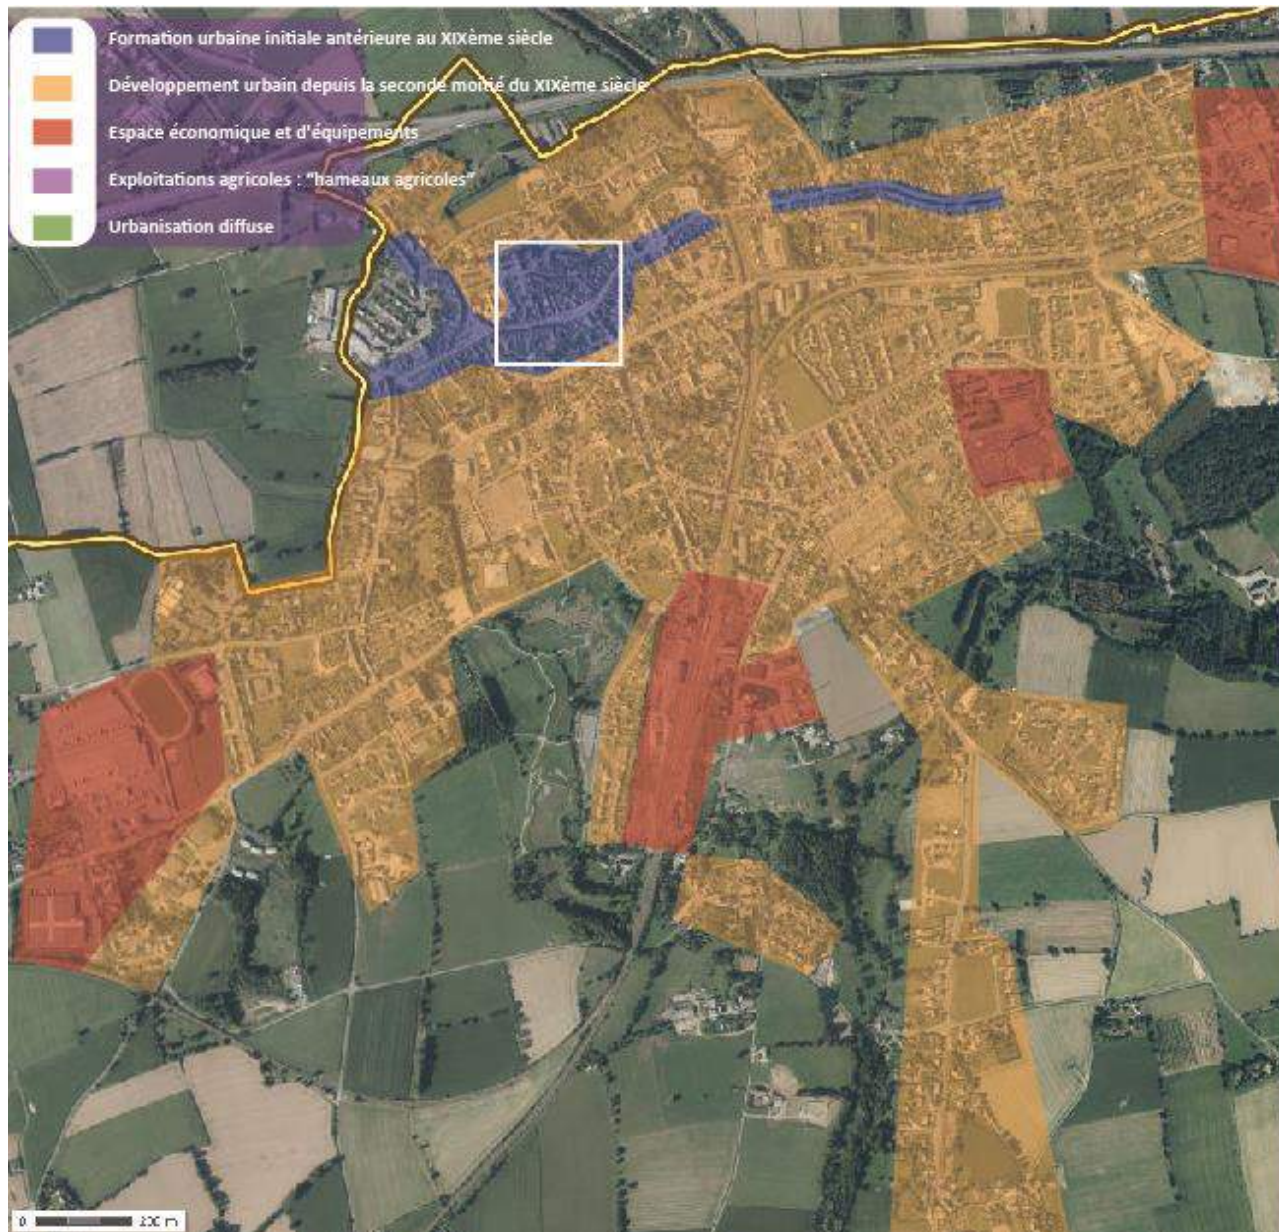 Formation urbaine initiale antérieure au XIXème siècle
Développement urbain depuis la seconde moitié du XIXème siècle
Espace économique et d'équipements
Exploitations agricoles : "hameaux agricoles"
Urbanisation diffuse
0 200 m